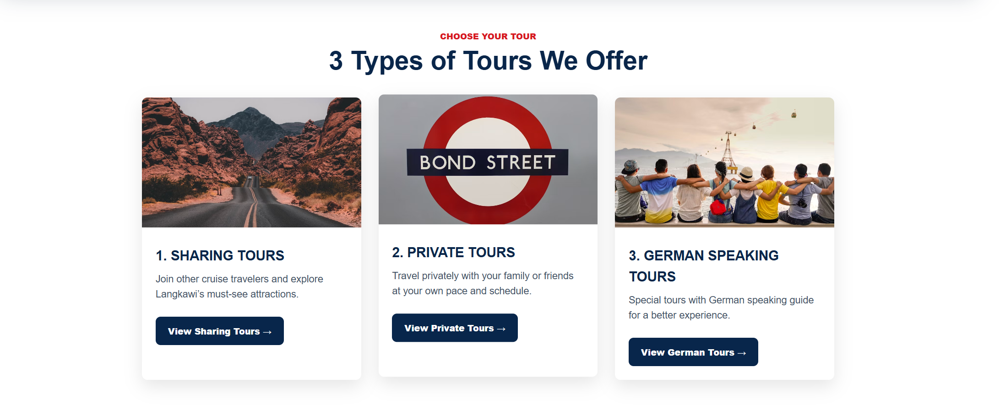 CHOOSE YOUR TOUR
3 Types of Tours We Offer
BOND STREET
1. SHARING TOURS
Join other cruise travelers and explore
Langkawi’s must-see attractions.
View Sharing Tours →
2. PRIVATE TOURS
Travel privately with your family or friends
at your own pace and schedule.
View Private Tours →
3. GERMAN SPEAKING
TOURS
Special tours with German speaking guide
for a better experience.
View German Tours →